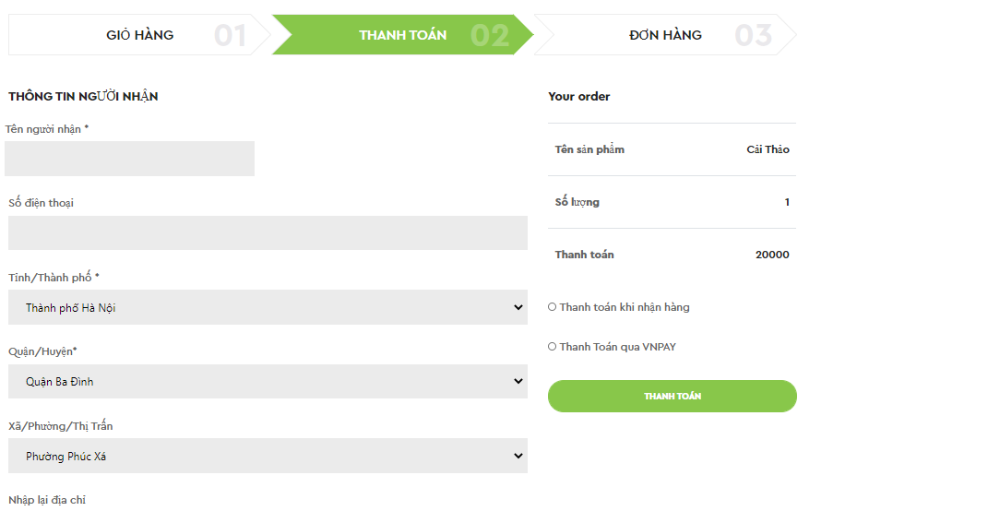 GIỎ HÀNG 01
THANH TOÁN 02
ĐƠN HÀNG 03
THÔNG TIN NGƯỜI NHẬN
Tên người nhận *
Số điện thoại
Tỉnh/Thành phố *
Thành phố Hà Nội
Quận/Huyện*
Quận Ba Đình
Xã/Phường/Thị Trấn
Phường Phúc Xá
Nhập lại địa chỉ
Your order
Tên sản phẩm Cải Thảo
Số lượng 1
Thanh toán 20000
Thanh toán khi nhận hàng
Thanh Toán qua VNPAY
THANH TOÁN